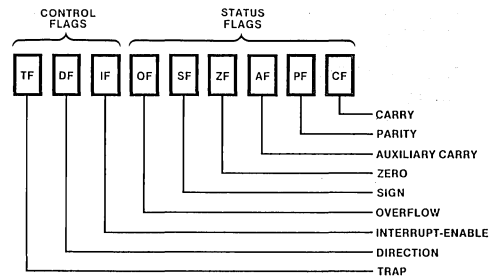 CONTROL FLAGS
STATUS FLAGS
TF DF IF OF SF ZF AF PF CF
CARRY
PARITY
AUXILIARY CARRY
ZERO
SIGN
OVERFLOW
INTERRUPT-ENABLE
DIRECTION
TRAP